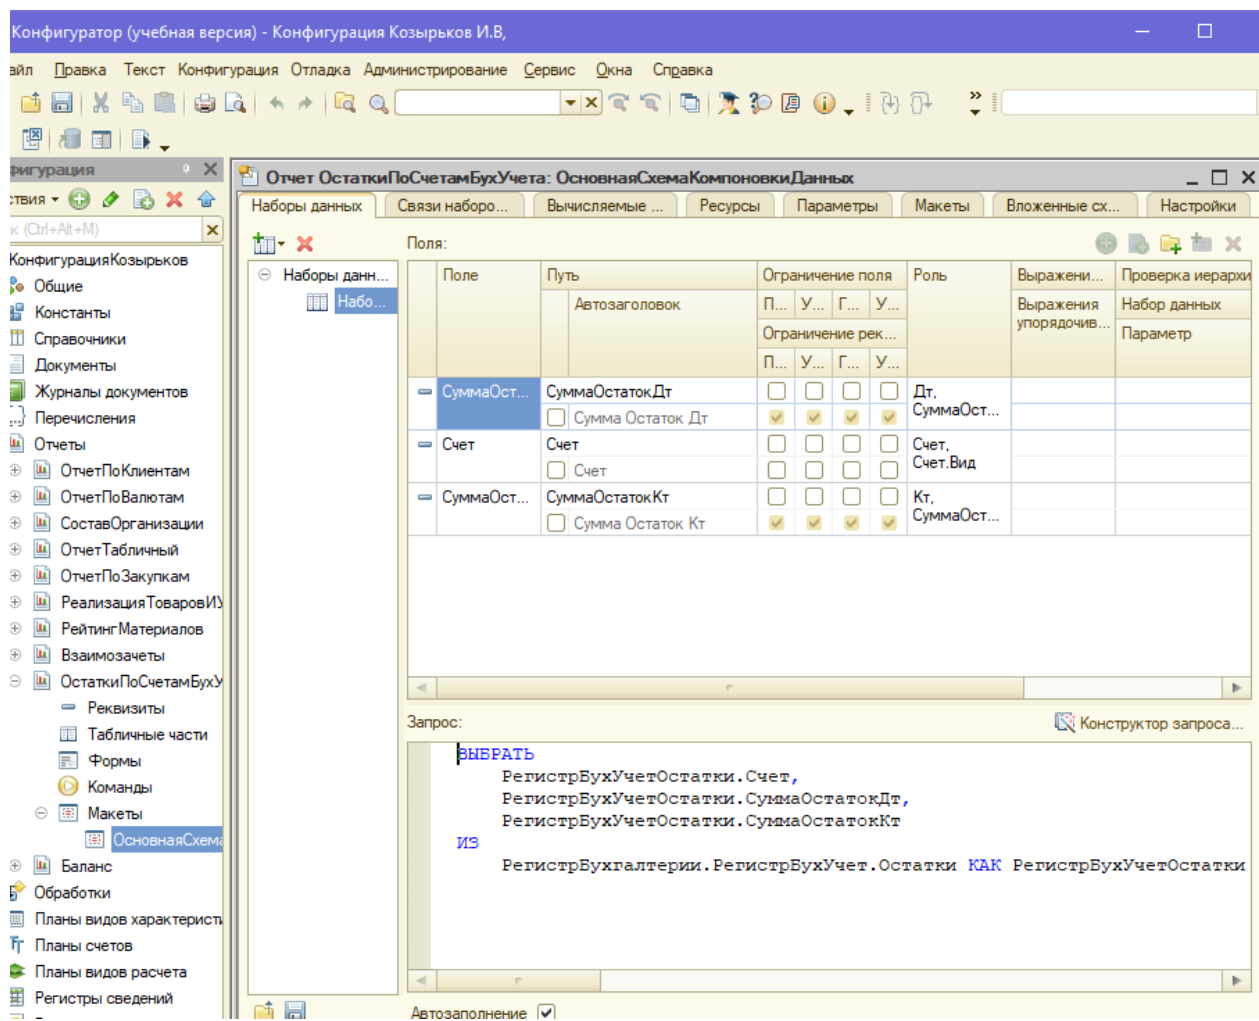 Конфигуратор (учебная версия) - Конфигурация Козырьков И.В,
айл Правка Текст Конфигурация Отладка Администрирование Сервис Окна Справка
фигурация
Отчет ОстаткиПоСчетамБухУчета: ОсновнаяСхемаКомпоновкиДанных
ствия
Наборы данных Связи наборо... Вычисляемые ... Ресурсы Параметры Макеты Вложенные сх... Настройки
к (Ctrl+Alt+M)
Поля:
КонфигурацияКозырьков
Общие
Константы
Справочники
Документы
Журналы документов
Перечисления
Отчеты
ОтчетПоКлиентам
ОтчетПоВалютам
СоставОрганизации
ОтчетТабличный
ОтчетПоЗакупкам
РеализацияТоваровИУ
РейтингМатериалов
Взаимозачеты
ОстаткиПоСчетамБухУ
Реквизиты
Табличные части
Формы
Команды
Макеты
ОсновнаяСхема
Баланс
Обработки
Планы видов характеристи
Планы счетов
Планы видов расчета
Регистры сведений
Наборы данн...
Набо...
Поле Путь Ограничение поля Роль Выражени... Проверка иерархи
Автозаголовок П... У... Г... У... Выражения упорядочив... Набор данных
Ограничение рек... Параметр
П... У... Г... У...
СуммаОст... СуммаОстатокДт Дт,
Сумма Остаток Дт СуммаОст...
Счет Счет Счет,
Счет Счет.Вид
СуммаОст... СуммаОстатокКт Кт,
Сумма Остаток Кт СуммаОст...
Запрос: Конструктор запроса...
ВЫБРАТЬ
РегистрБухУчетОстатки.Счет,
РегистрБухУчетОстатки.СуммаОстатокДт,
РегистрБухУчетОстатки.СуммаОстатокКт
ИЗ
РегистрБухгалтерии.РегистрБухУчет.Остатки КАК РегистрБухУчетОстатки
Автозаполнение